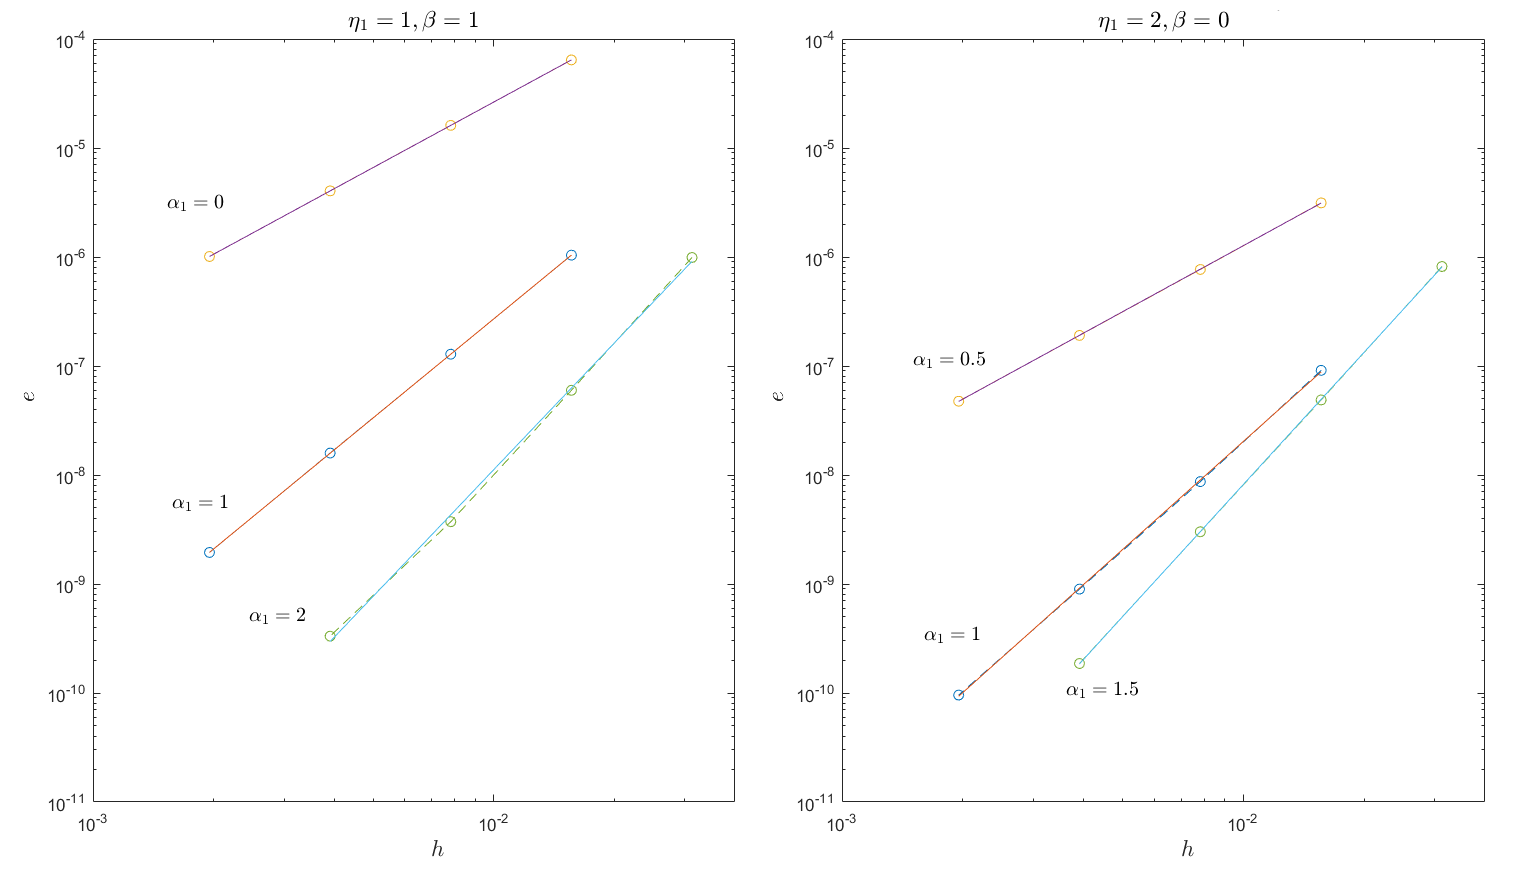 η₁ = 1, β = 1
10⁻⁴
10⁻⁵
10⁻⁶
10⁻⁷
10⁻⁸
10⁻⁹
10⁻¹⁰
10⁻¹¹
e
α₁ = 0
α₁ = 1
α₁ = 2
10⁻³
10⁻²
h
η₁ = 2, β = 0
10⁻⁴
10⁻⁵
10⁻⁶
10⁻⁷
10⁻⁸
10⁻⁹
10⁻¹⁰
10⁻¹¹
e
α₁ = 0.5
α₁ = 1
α₁ = 1.5
10⁻³
10⁻²
h